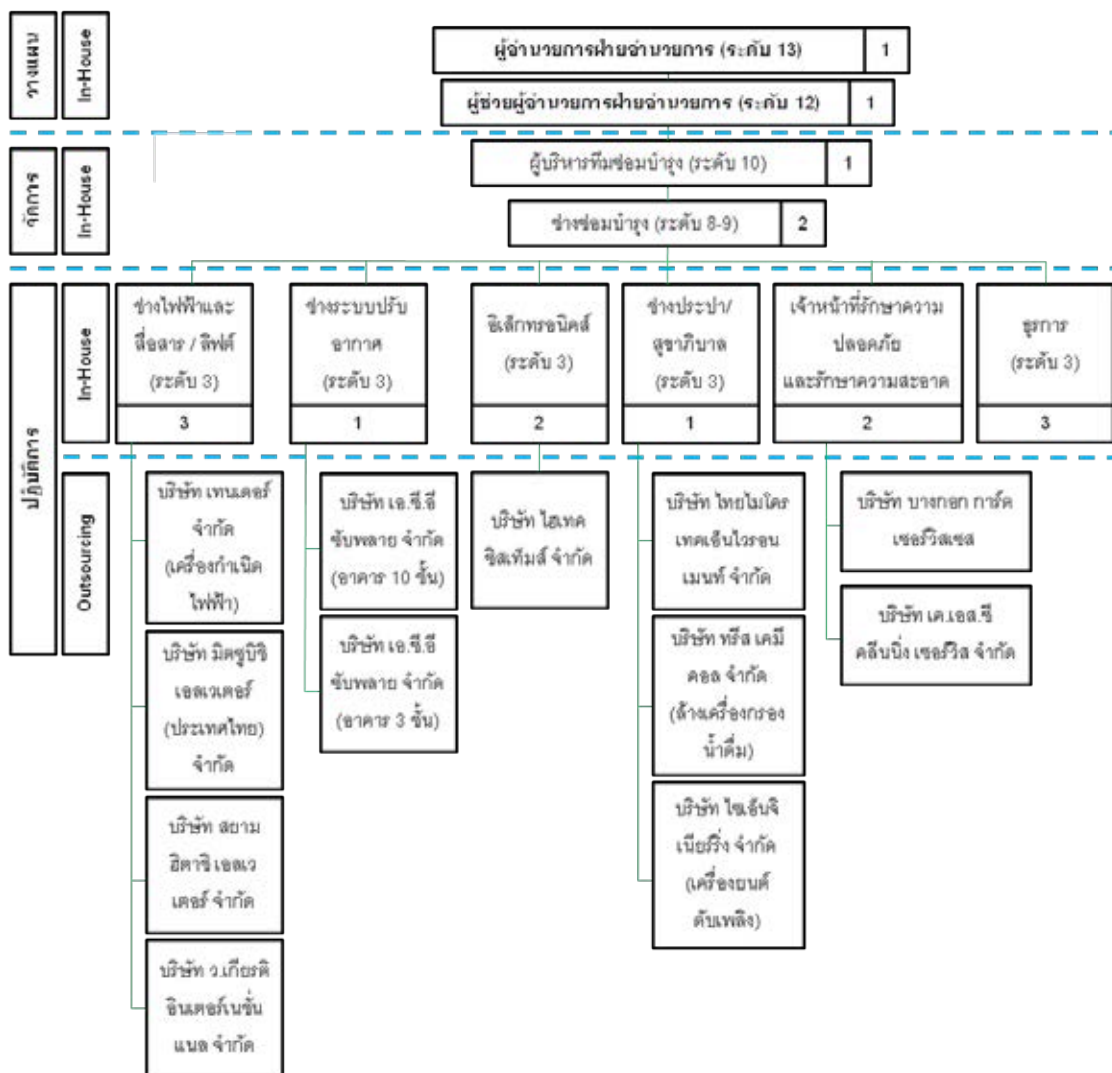 วางแผน
In-House
ผู้อำนวยการฝ่ายอำนวยการ (ระดับ 13)
1
ผู้ช่วยผู้อำนวยการฝ่ายอำนวยการ (ระดับ 12)
1
จัดการ
In-House
ผู้บริหารทีมซ่อมบำรุง (ระดับ 10)
1
ช่างซ่อมบำรุง (ระดับ 8-9)
2
ปฏิบัติการ
In-House
ช่างไฟฟ้าและ
สื่อสาร / ลิฟต์
(ระดับ 3)
3
ช่างระบบปรับ
อากาศ
(ระดับ 3)
1
อิเล็กทรอนิคส์
(ระดับ 3)
2
ช่างประปา/
สุขาภิบาล
(ระดับ 3)
1
เจ้าหน้าที่รักษาความ
ปลอดภัย
และรักษาความสะอาด
2
ธุรการ
(ระดับ 3)
3
Outsourcing
บริษัท เทนเดอร์
จำกัด
(เครื่องกำเนิด
ไฟฟ้า)
บริษัท มิตซูบิชิ
เอลเวเตอร์
(ประเทศไทย)
จำกัด
บริษัท สยาม
ฮิตาชิ เอลเว
เตอร์ จำกัด
บริษัท ว.เกียรติ
อินเตอร์เนชั่น
แนล จำกัด
บริษัท เอ.ซี.อี
ซัพพลาย จำกัด
(อาคาร 10 ชั้น)
บริษัท เอ.ซี.อี
ซัพพลาย จำกัด
(อาคาร 3 ชั้น)
บริษัท ไฮเทค
ซิสเท็มส์ จำกัด
บริษัท ไทยไมโคร
เทคเอ็นไวรอน
เมนท์ จำกัด
บริษัท ทรีส เคมี
คอล จำกัด
(ล้างเครื่องกรอง
น้ำดื่ม)
บริษัท ไซเอ็นจิ
เนียร์ริ่ง จำกัด
(เครื่องยนต์
ดับเพลิง)
บริษัท บางกอก การ์ด
เซอร์วิสเซส
บริษัท เค.เอส.ซี
คลีนนิ่ง เซอร์วิส จำกัด